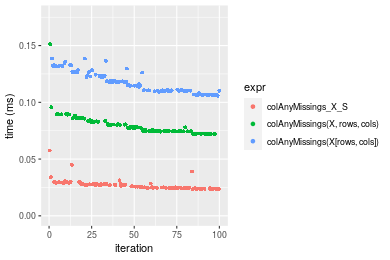 time (ms)
0.15
0.10
0.05
0.00
0
25
50
75
100
iteration
expr
colAnyMissings_X_S
colAnyMissings(X, rows, cols)
colAnyMissings(X[rows, cols])